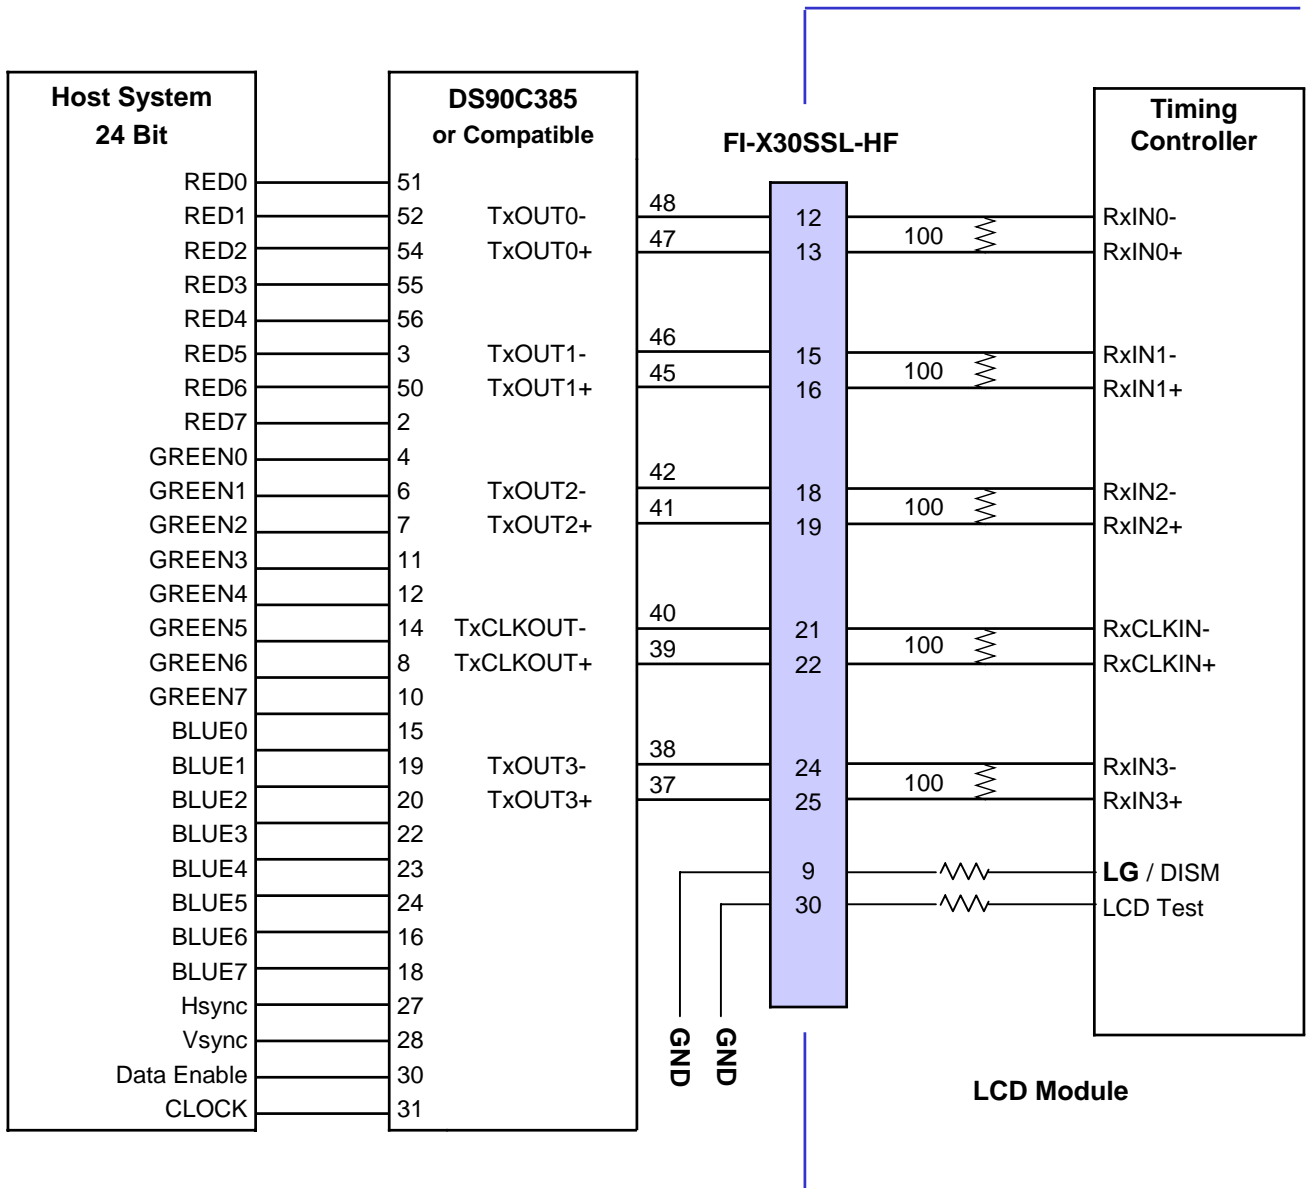 Host System
24 Bit
RED0
RED1
RED2
RED3
RED4
RED5
RED6
RED7
GREEN0
GREEN1
GREEN2
GREEN3
GREEN4
GREEN5
GREEN6
GREEN7
BLUE0
BLUE1
BLUE2
BLUE3
BLUE4
BLUE5
BLUE6
BLUE7
Hsync
Vsync
Data Enable
CLOCK
DS90C385
or Compatible
51
52
54
55
56
3
50
2
4
6
7
11
12
14
8
10
15
19
20
22
23
24
16
18
27
28
30
31
TxOUT0-
TxOUT0+
TxOUT1-
TxOUT1+
TxOUT2-
TxOUT2+
TxCLKOUT-
TxCLKOUT+
TxOUT3-
TxOUT3+
48
47
46
45
42
41
40
39
38
37
GND
GND
FI-X30SSL-HF
12
13
15
16
18
19
21
22
24
25
9
30
100
100
100
100
100
Timing
Controller
RxIN0-
RxIN0+
RxIN1-
RxIN1+
RxIN2-
RxIN2+
RxCLKIN-
RxCLKIN+
RxIN3-
RxIN3+
LG / DISM
LCD Test
LCD Module